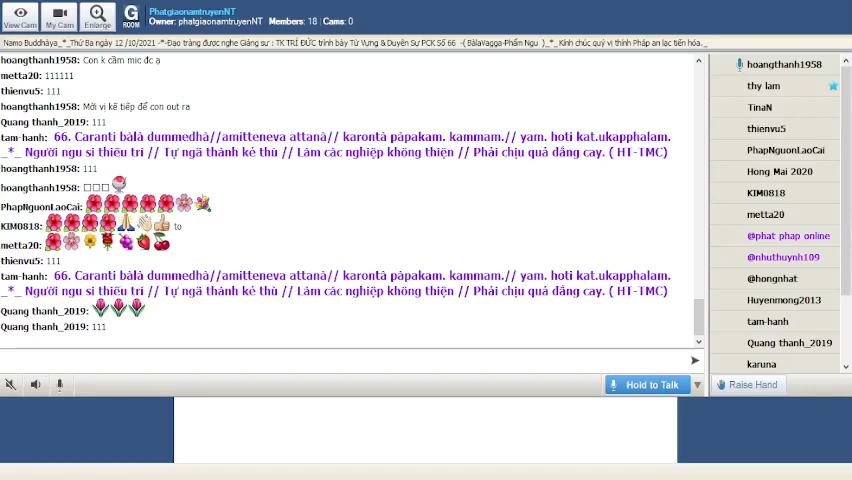 View Cam
My Cam
Enlarge
G
ROOM
PhatgiaonamtruyenNT
Owner: phatgiaonamtruyenNT Members: 18 | Cams: 0
Namo Buddhàya_*_Thứ Ba ngày 12 /10/2021 -*-Đạo tràng được nghe Giảng sư : TK TRÍ ĐỨC trình bày Từ Vựng & Duyên Sự PCK Số 66 -( BàlaVagga-Phẩm Ngu )_*_ Kính chúc quý vị thính Pháp an lạc tiến hóa._
hoangthanh1958: Con k cầm mic đc ạ
metta20: 111111
thienvu5: 111
hoangthanh1958: Mời vị kế tiếp để con out ra
Quang thanh_2019: 111
tam-hanh: 66. Caranti bàlà dummedhà//amitteneva attanà// karontà pàpakam. kammam.// yam. hoti kat.ukapphalam.
_*_ Người ngu si thiếu trí // Tự ngã thành kẻ thù // Làm các nghiệp không thiện // Phải chịu quả đắng cay. ( HT-TMC)
hoangthanh1958: 111
hoangthanh1958: □□□
PhapNguonLaoCai:
KIM0818: to
metta20:
thienvu5: 111
tam-hanh: 66. Caranti bàlà dummedhà//amitteneva attanà// karontà pàpakam. kammam.// yam. hoti kat.ukapphalam.
_*_ Người ngu si thiếu trí // Tự ngã thành kẻ thù // Làm các nghiệp không thiện // Phải chịu quả đắng cay. ( HT-TMC)
Quang thanh_2019:
Quang thanh_2019: 111
Hold to Talk
hoangthanh1958
thy lam
TinaN
thienvu5
PhapNguonLaoCai
Hong Mai 2020
KIM0818
metta20
@phat phap online
@nhuthuynh109
@hongnhat
Huyenmong2013
tam-hanh
Quang thanh_2019
karuna
Raise Hand